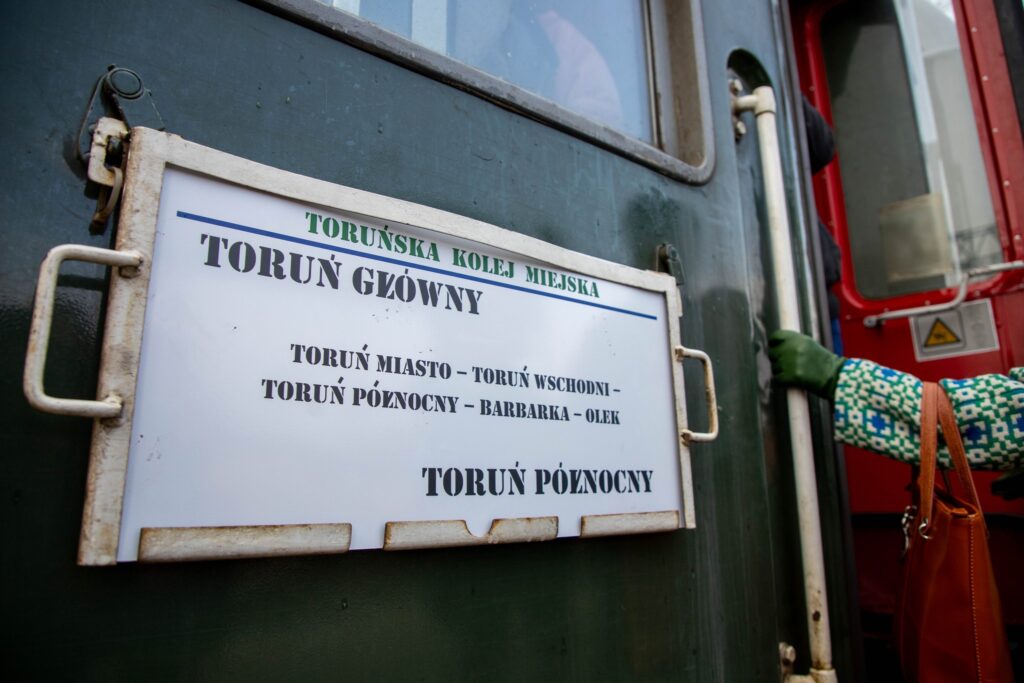 TORUŃSKA KOLEJ MIEJSKA
TORUŃ GŁÓWNY
TORUŃ MIASTO – TORUŃ WSCHODNI –
TORUŃ PÓŁNOCNY – BARBARKA – OLEK
TORUŃ PÓŁNOCNY